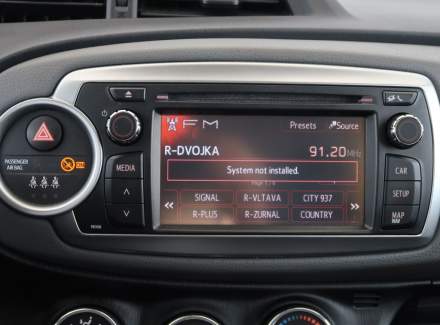 FM
Presets
Source
R-DVOJKA
91.20 MHz
System not installed.
SIGNAL
R-VLTAVA
CITY 937
R-PLUS
R-ZURNAL
COUNTRY
PASSENGER
AIR BAG
MEDIA
CAR
SETUP
MAP
NAV